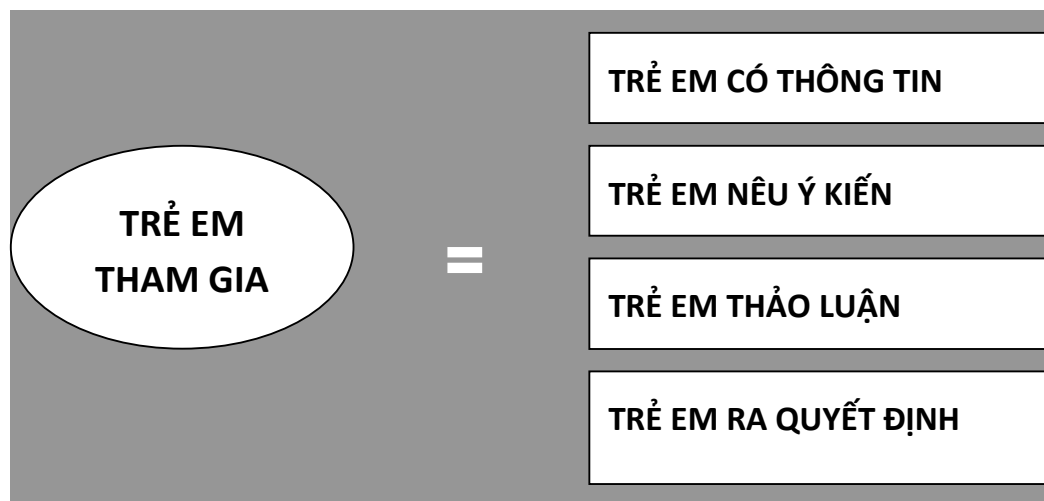 TRẺ EM
THAM GIA
=
TRẺ EM CÓ THÔNG TIN
TRẺ EM NÊU Ý KIẾN
TRẺ EM THẢO LUẬN
TRẺ EM RA QUYẾT ĐỊNH